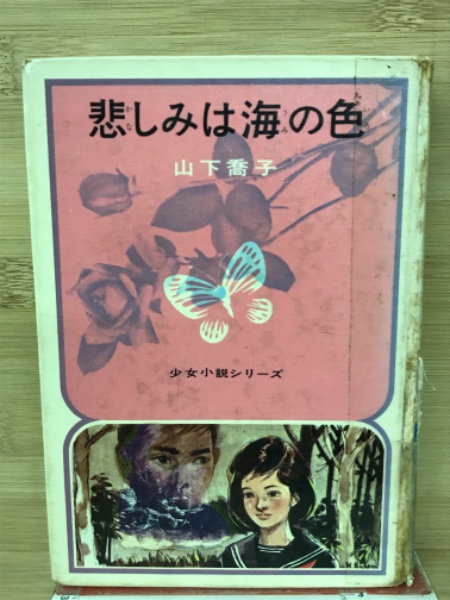 悲しみは海の色
山下喬子
少女小説シリーズ